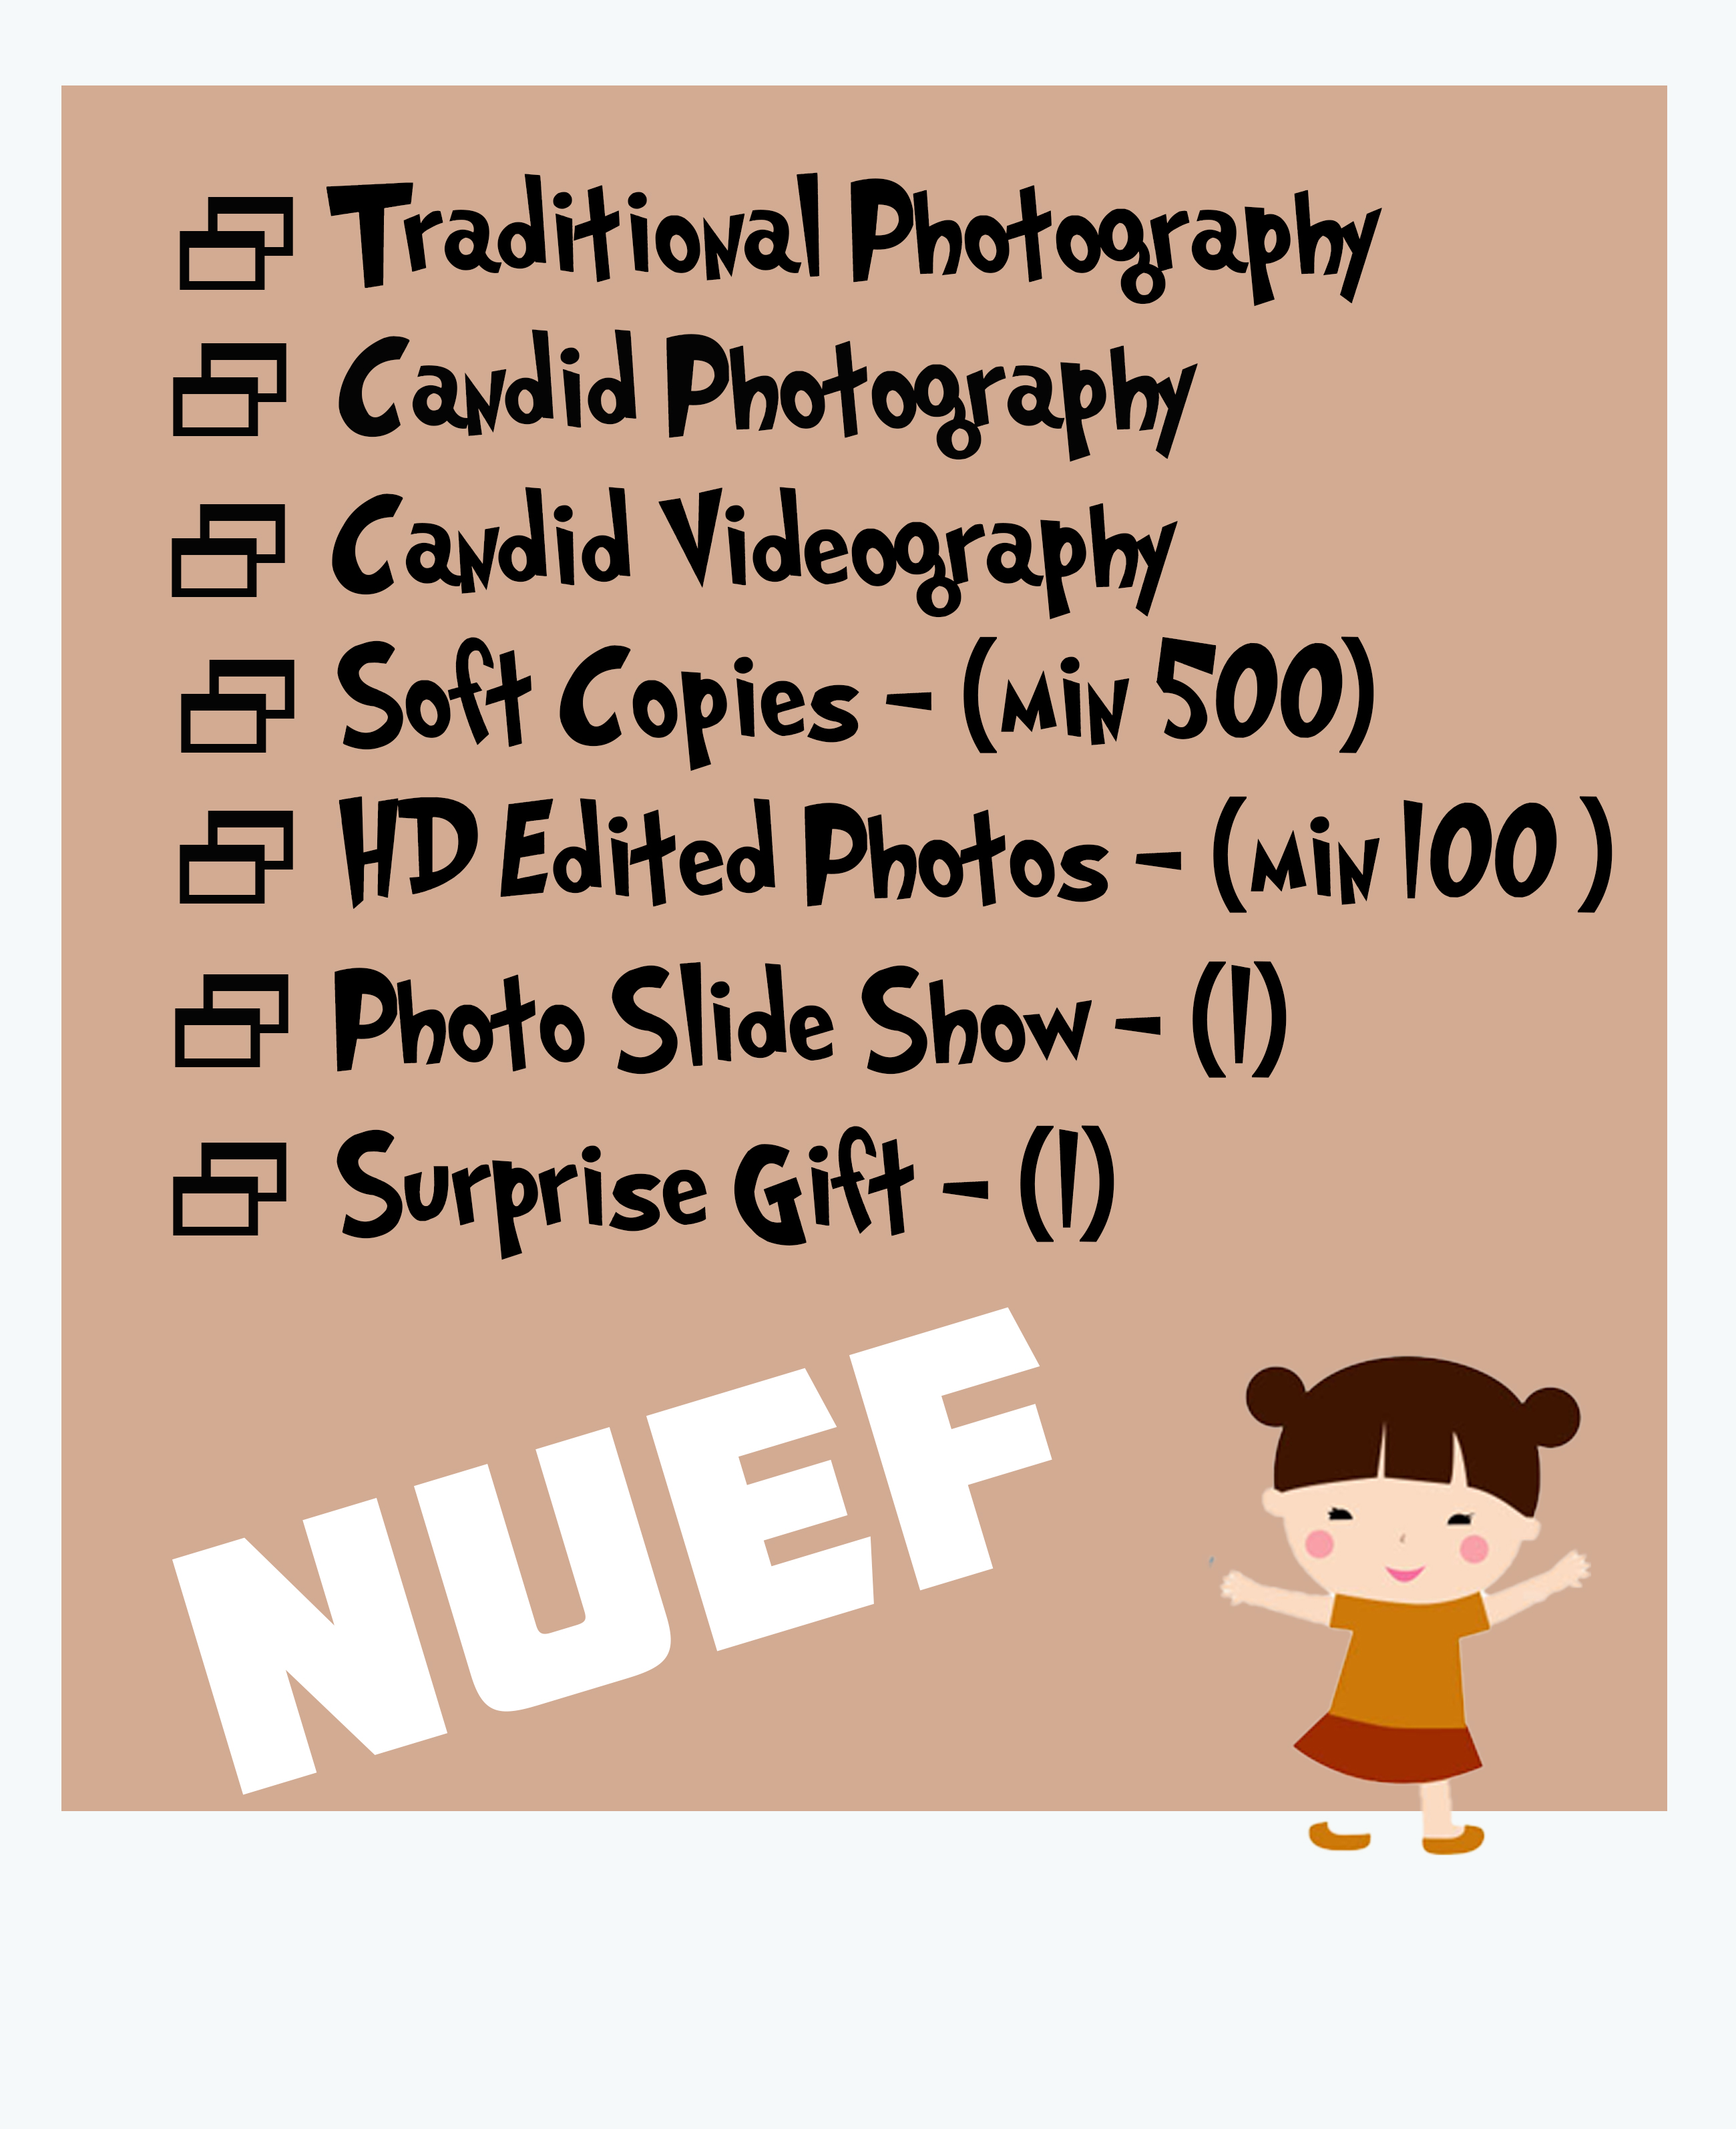 Traditional Photography
Candid Photography
Candid Videography
Soft Copies - (min 500)
HD Edited Photos - (min 100 )
Photo Slide Show - (1)
Surprise Gift - (1)
NUEF